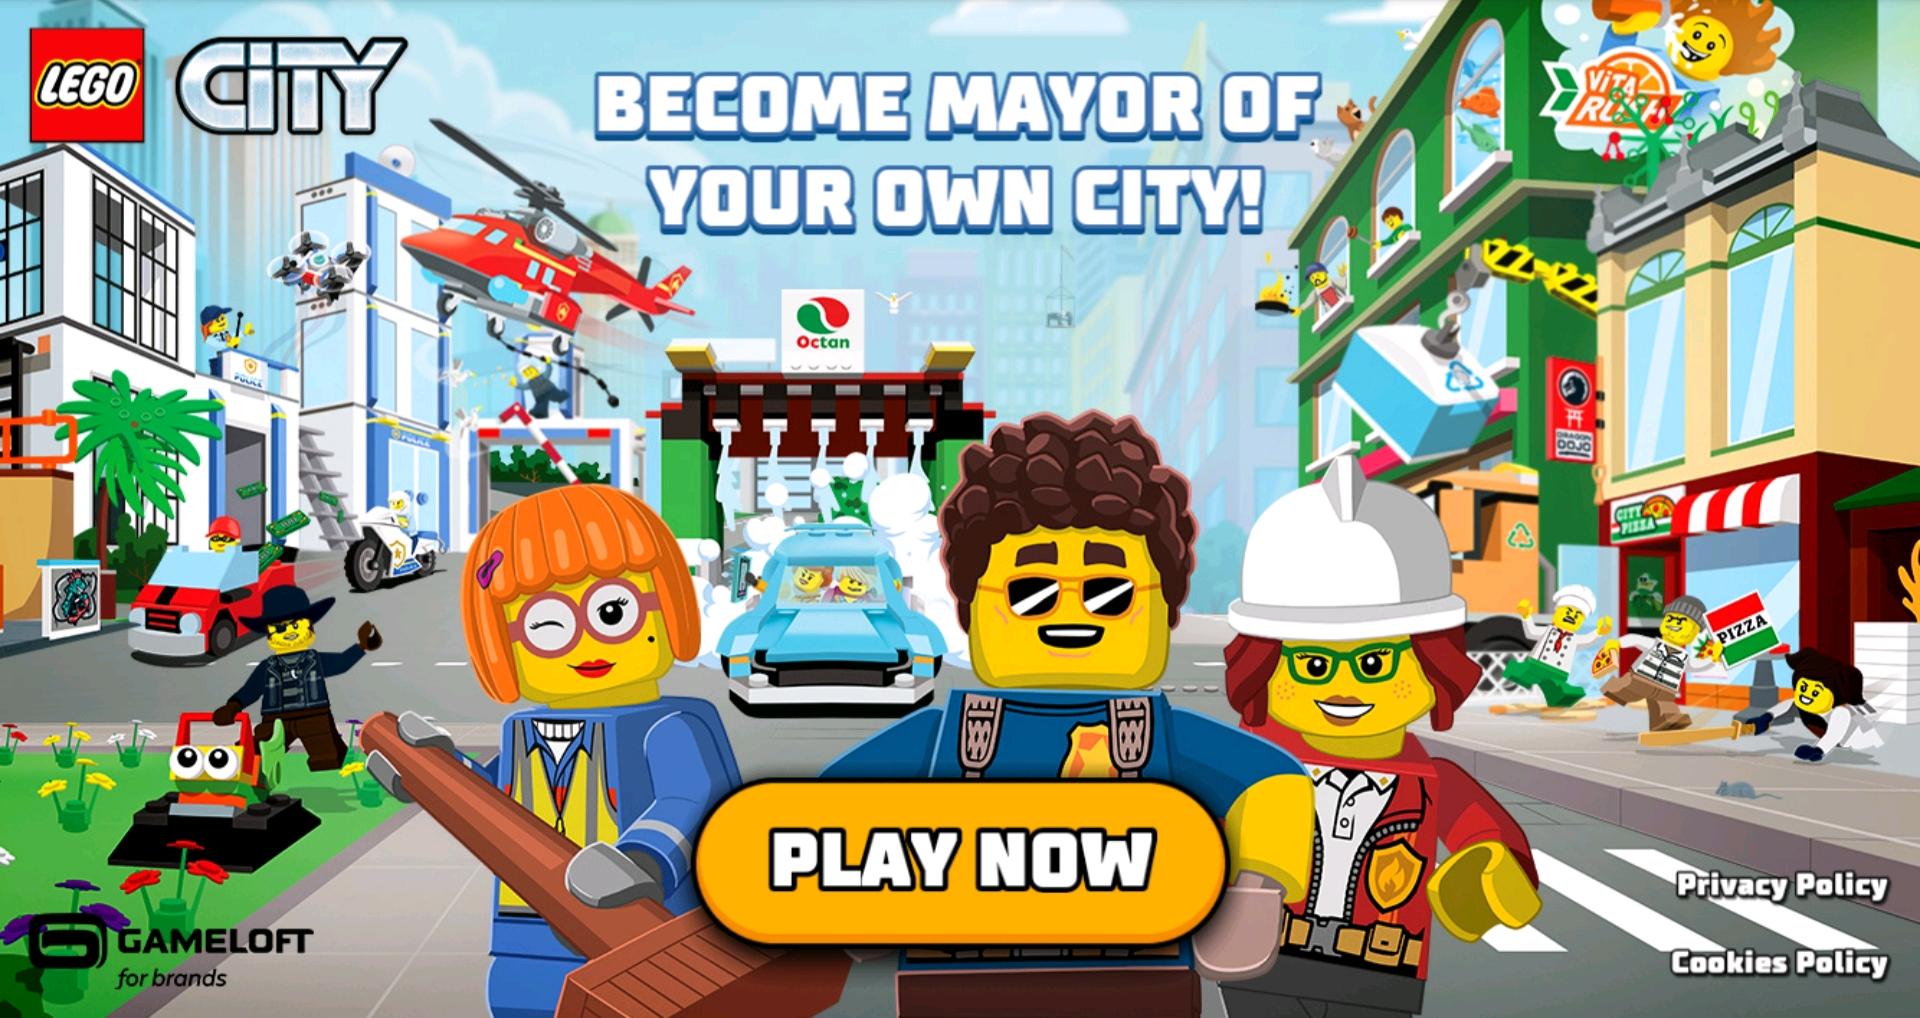 LEGO
CITY
BECOME MAYOR OF
YOUR OWN CITY!
VITA
RUSH
Octan
POLICE
POLICE
DRAGON
DOJO
CITY
PIZZA
PIZZA
PLAY NOW
Privacy Policy
Cookies Policy
GAMELOFT
for brands